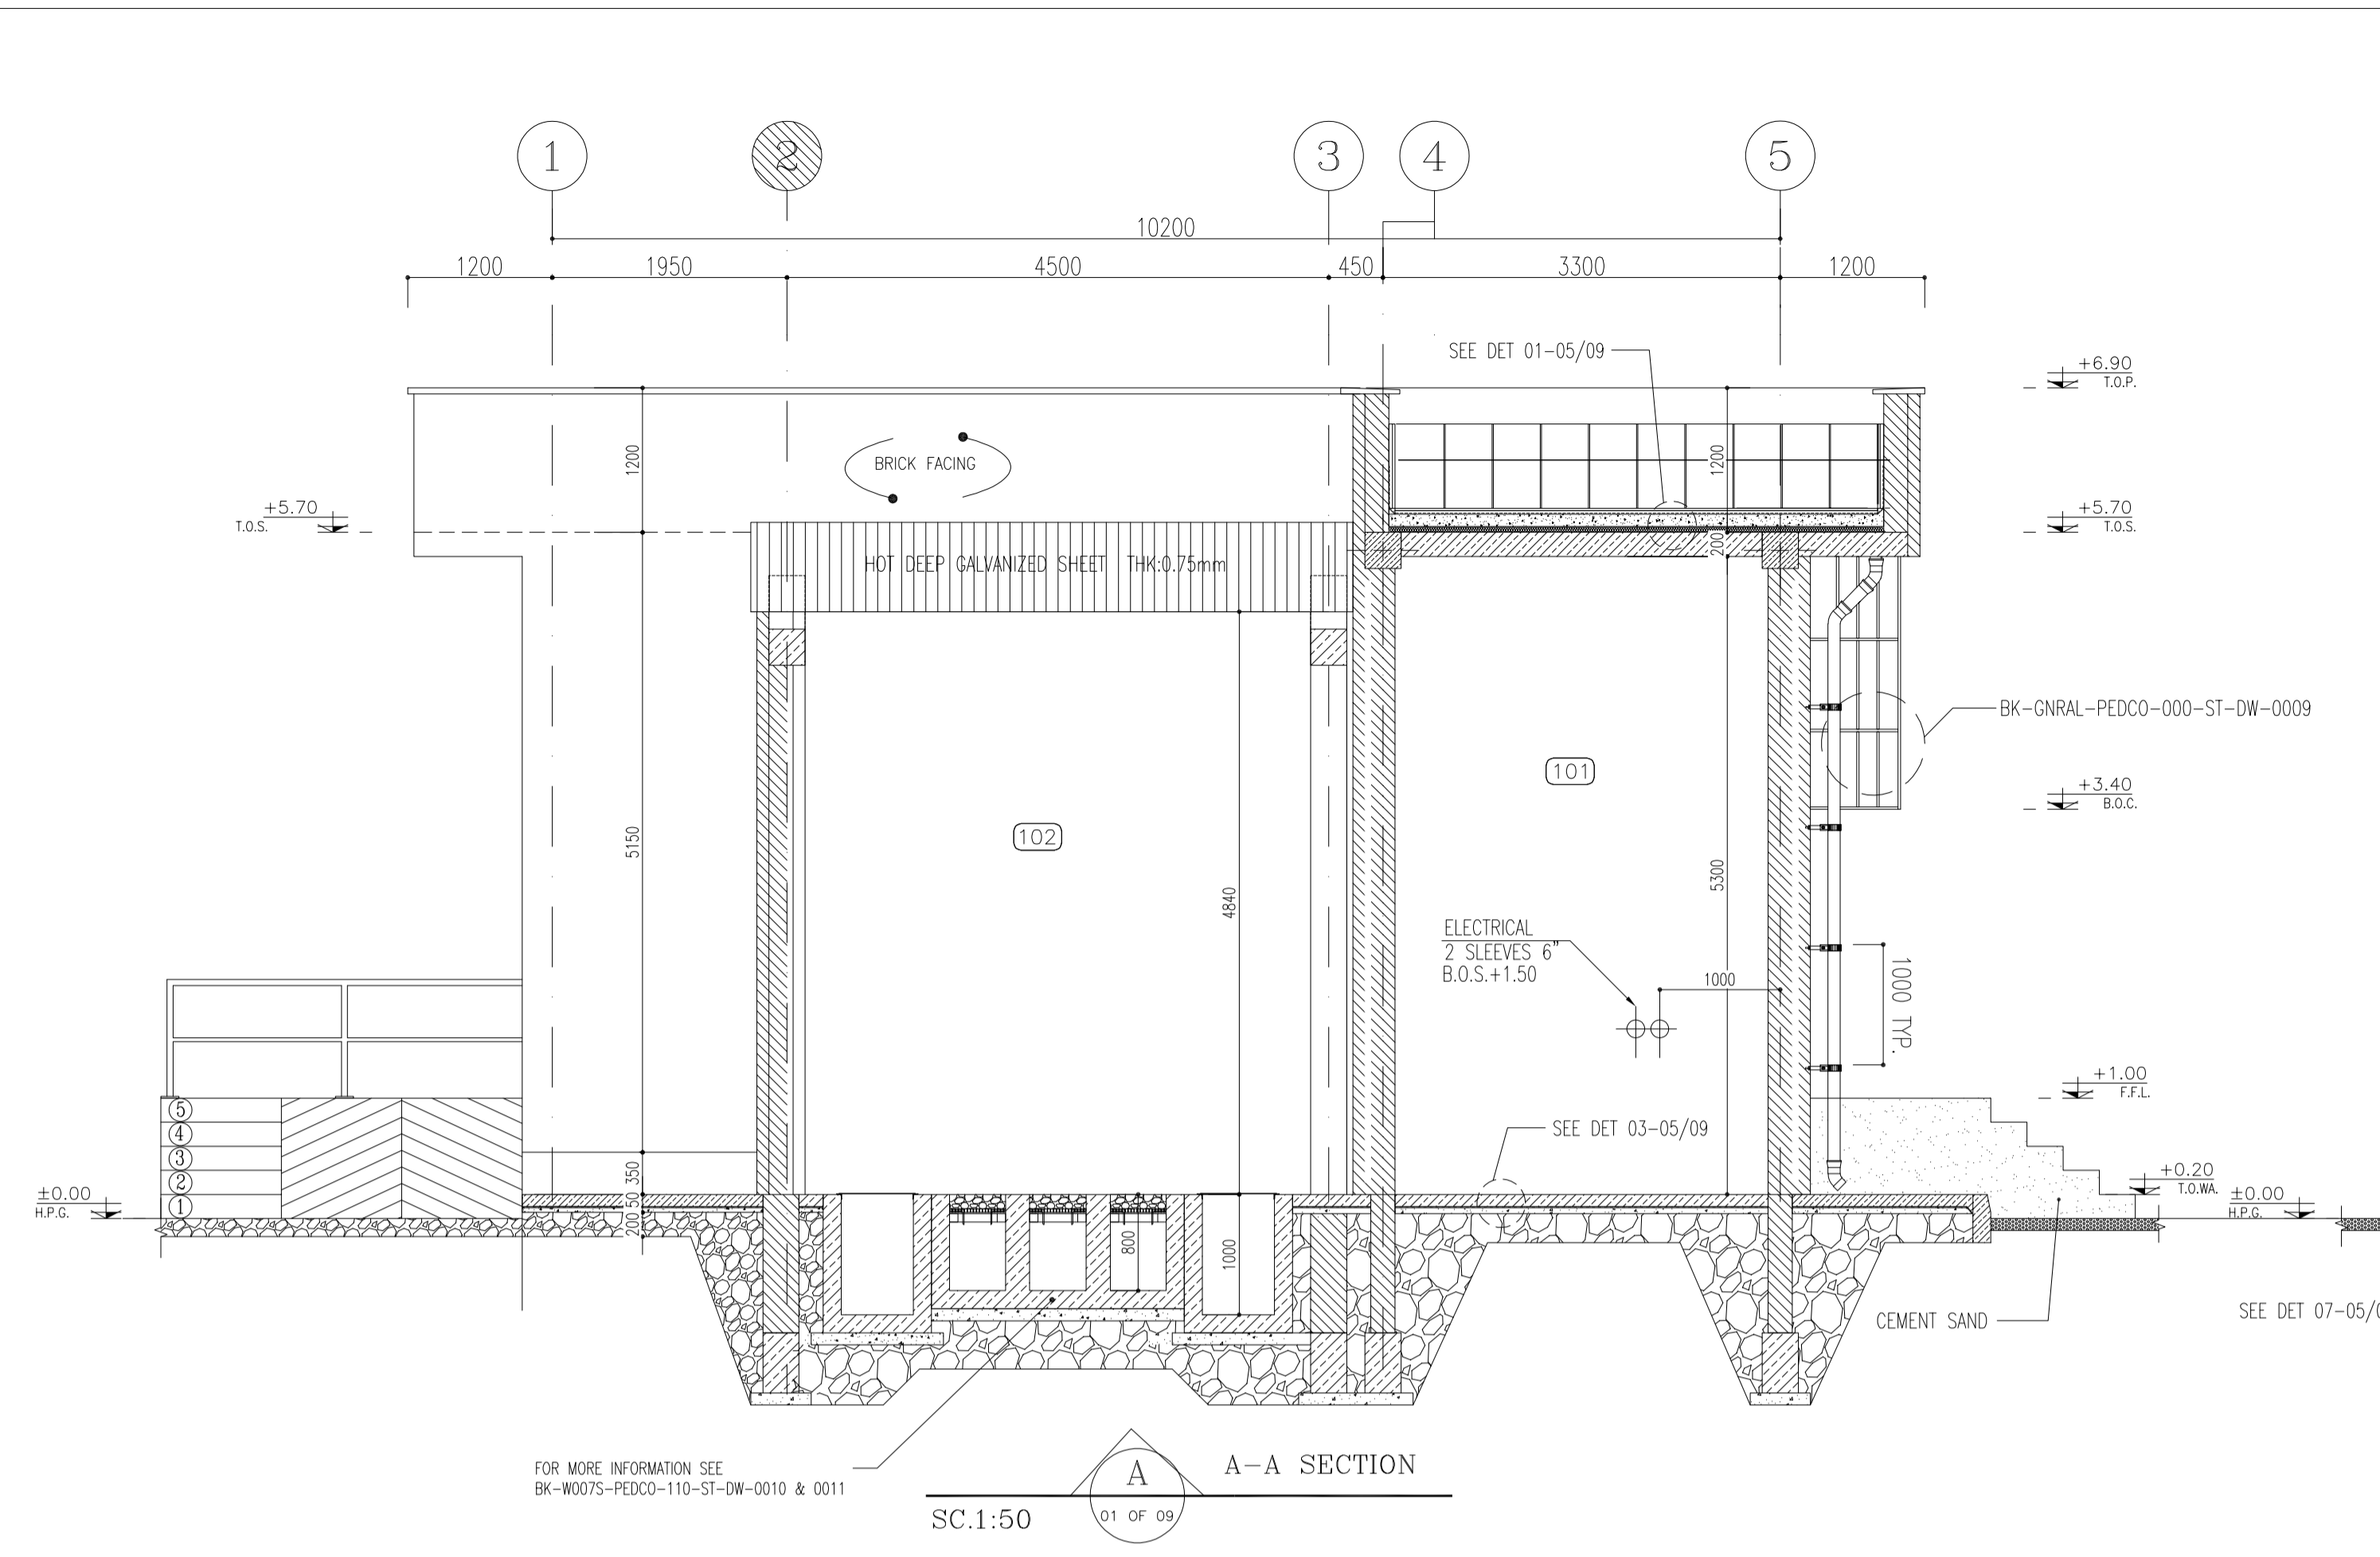 1
2
3
4
5
10200
1200
1950
4500
450
3300
1200
SEE DET 01-05/09
+6.90
T.O.P.
1200
BRICK FACING
1200
+5.70
T.O.S.
+5.70
T.O.S.
200
HOT DEEP GALVANIZED SHEET THK:0.75mm
BK-GNRAL-PEDCO-000-ST-DW-0009
101
+3.40
B.O.C.
102
5150
4840
5300
ELECTRICAL
2 SLEEVES 6"
B.O.S.+1.50
1000
1000 TYP.
+1.00
F.F.L.
5
4
3
2
1
SEE DET 03-05/09
350
50
200
±0.00
H.P.G.
+0.20
T.O.WA.
±0.00
H.P.G.
800
1000
CEMENT SAND
SEE DET 07-05/0
FOR MORE INFORMATION SEE
BK-W007S-PEDCO-110-ST-DW-0010 & 0011
A
A-A SECTION
SC.1:50
01 OF 09